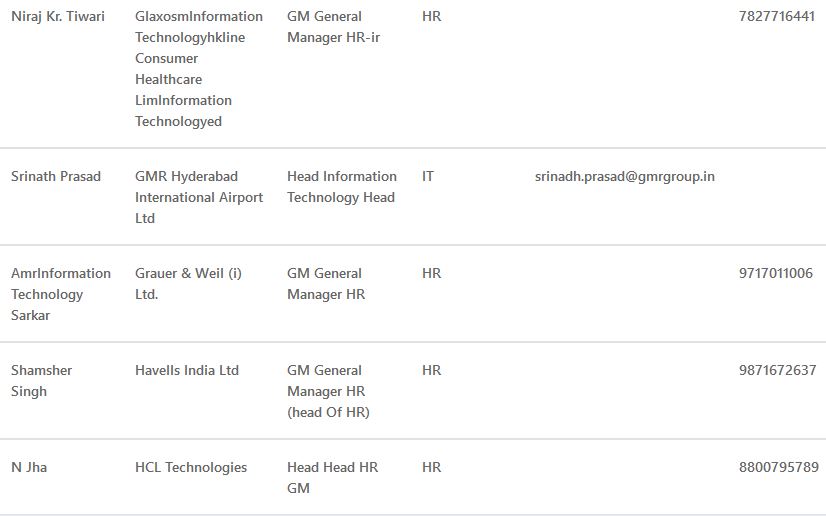 Niraj Kr. Tiwari GlaxosmInformation GM General HR 7827716441
Technologyhkline Manager HR-ir
Consumer
Healthcare
LimInformation
Technologyed
Srinath Prasad GMR Hyderabad Head Information IT srinadh.prasad@gmrgroup.in
International Airport Technology Head
Ltd
AmrInformation Grauer & Weil (i) GM General HR 9717011006
Technology Ltd. Manager HR
Sarkar
Shamsher Havells India Ltd GM General HR 9871672637
Singh Manager HR
(head Of HR)
N Jha HCL Technologies Head Head HR HR 8800795789
GM